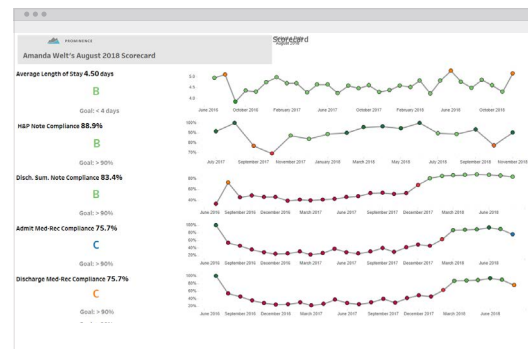 PROMINENCE
Scorecard
August 2018
Amanda Welt's August 2018 Scorecard
Average Length of Stay 4.50 days
B
Goal: < 4 days
5.0
4.5
4.0
June 2016 October 2016 February 2017 June 2017 October 2017 February 2018 June 2018 October 2018
H&P Note Compliance 88.9%
B
Goal: > 90%
100%
90%
80%
70%
July 2017 September 2017 November 2017 January 2018 March 2018 May 2018 July 2018 September 2018 November 2018
Disch. Sum. Note Compliance 83.4%
B
Goal: > 90%
80%
60%
40%
June 2016 September 2016 December 2016 March 2017 June 2017 September 2017 December 2017 March 2018 June 2018
Admit Med-Rec Compliance 75.7%
C
Goal: > 90%
100%
80%
60%
40%
20%
June 2016 September 2016 December 2016 March 2017 June 2017 September 2017 December 2017 March 2018 June 2018
Discharge Med-Rec Compliance 75.7%
C
Goal: > 90%
100%
80%
60%
40%
20%
June 2016 September 2016 December 2016 March 2017 June 2017 September 2017 December 2017 March 2018 June 2018